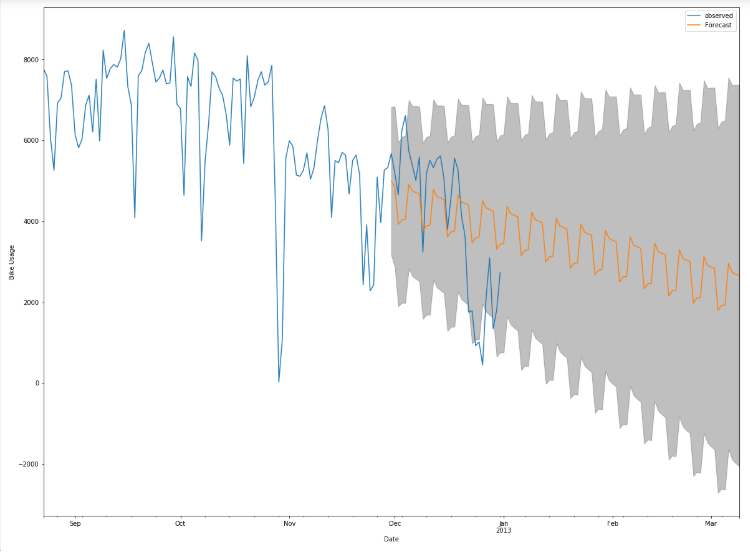 observed
Forecast
8000
6000
4000
2000
0
−2000
Bike Usage
Sep Oct Nov Dec Jan Feb Mar
2013
Date